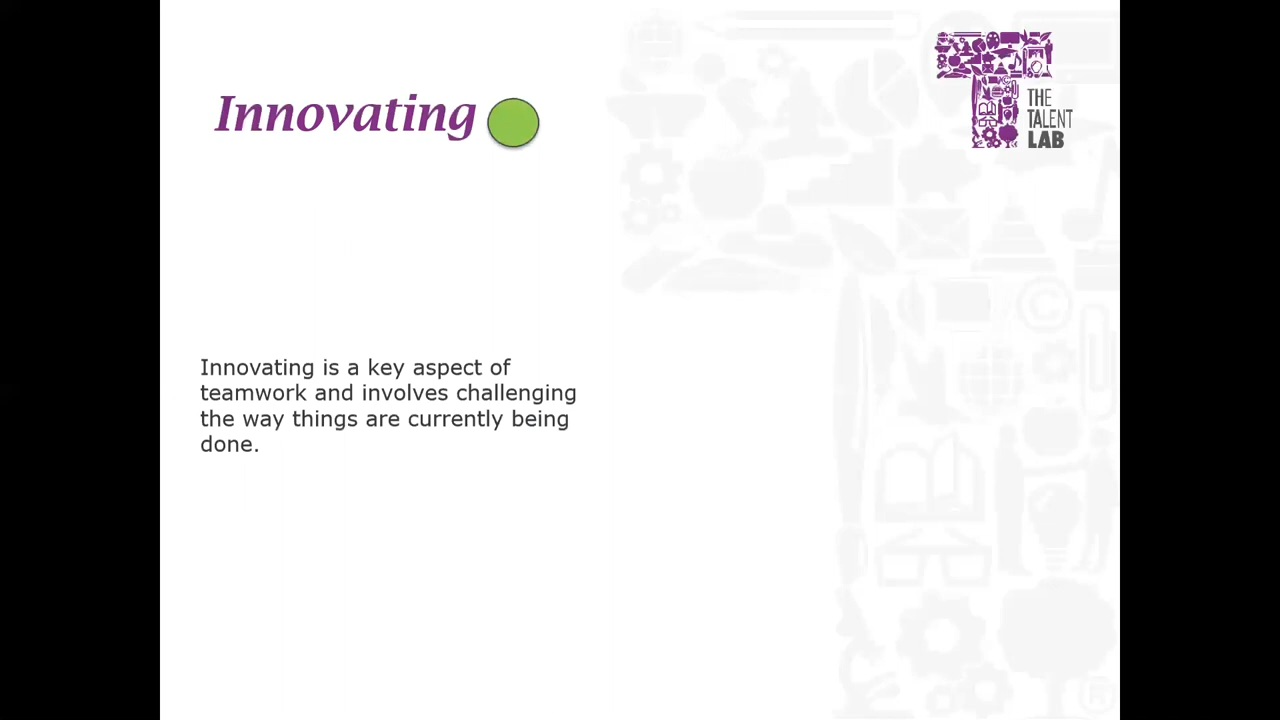 Innovating
THE
TALENT
LAB
Innovating is a key aspect of
teamwork and involves challenging
the way things are currently being
done.